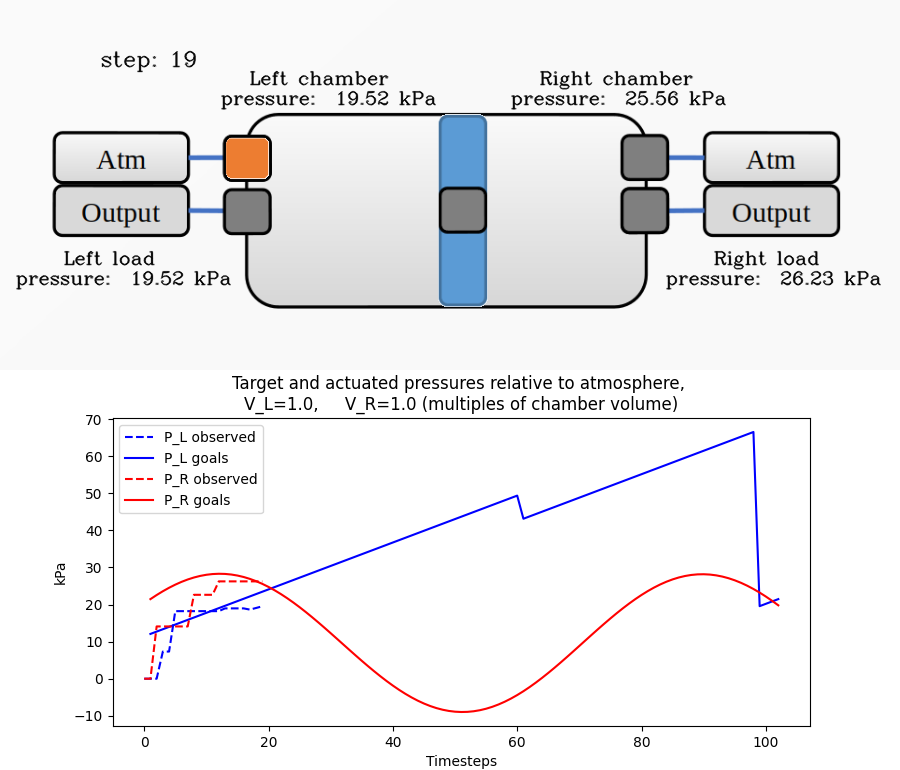 step: 19
Left chamber
pressure: 19.52 kPa
Right chamber
pressure: 25.56 kPa
Atm
Output
Atm
Output
Left load
pressure: 19.52 kPa
Right load
pressure: 26.23 kPa
Target and actuated pressures relative to atmosphere,
V_L=1.0, V_R=1.0 (multiples of chamber volume)
P_L observed
P_L goals
P_R observed
P_R goals
kPa
70
60
50
40
30
20
10
0
−10
0 20 40 60 80 100
Timesteps